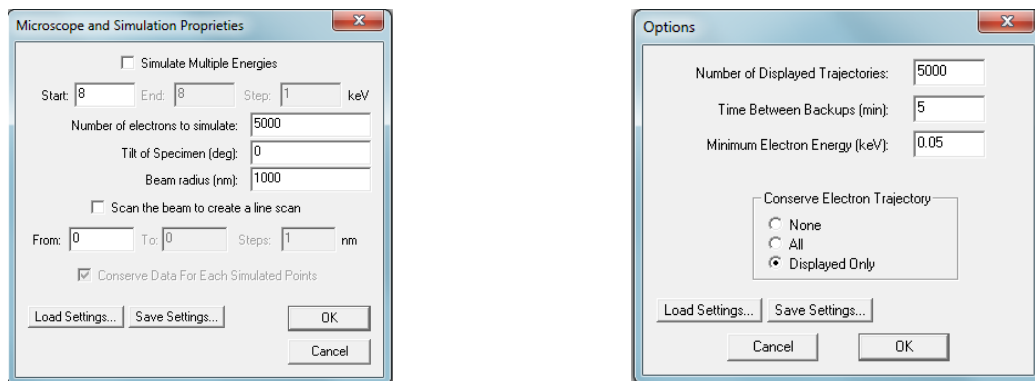 Microscope and Simulation Proprieties
Simulate Multiple Energies
Start: 8 End: 8 Step: 1 keV
Number of electrons to simulate: 5000
Tilt of Specimen (deg): 0
Beam radius (nm): 1000
Scan the beam to create a line scan
From: 0 To: 0 Steps: 1 nm
Conserve Data For Each Simulated Points
Load Settings... Save Settings... OK
Cancel
Options
Number of Displayed Trajectories: 5000
Time Between Backups (min): 5
Minimum Electron Energy (keV): 0.05
Conserve Electron Trajectory
None
All
Displayed Only
Load Settings... Save Settings...
Cancel OK